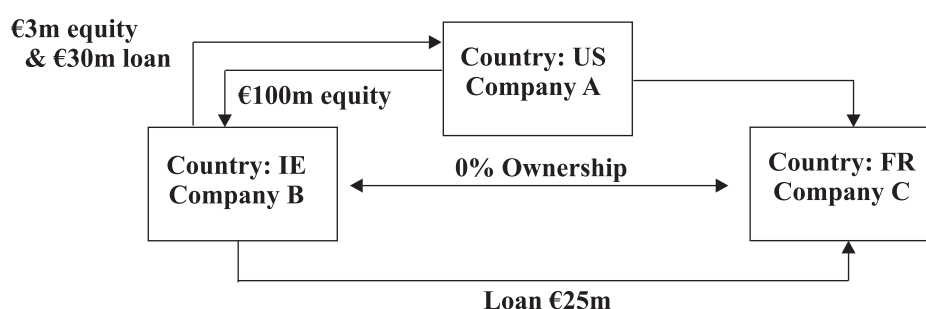 €3m equity
& €30m loan
Country: US
Company A
€100m equity
Country: IE
Company B
0% Ownership
Country: FR
Company C
Loan €25m